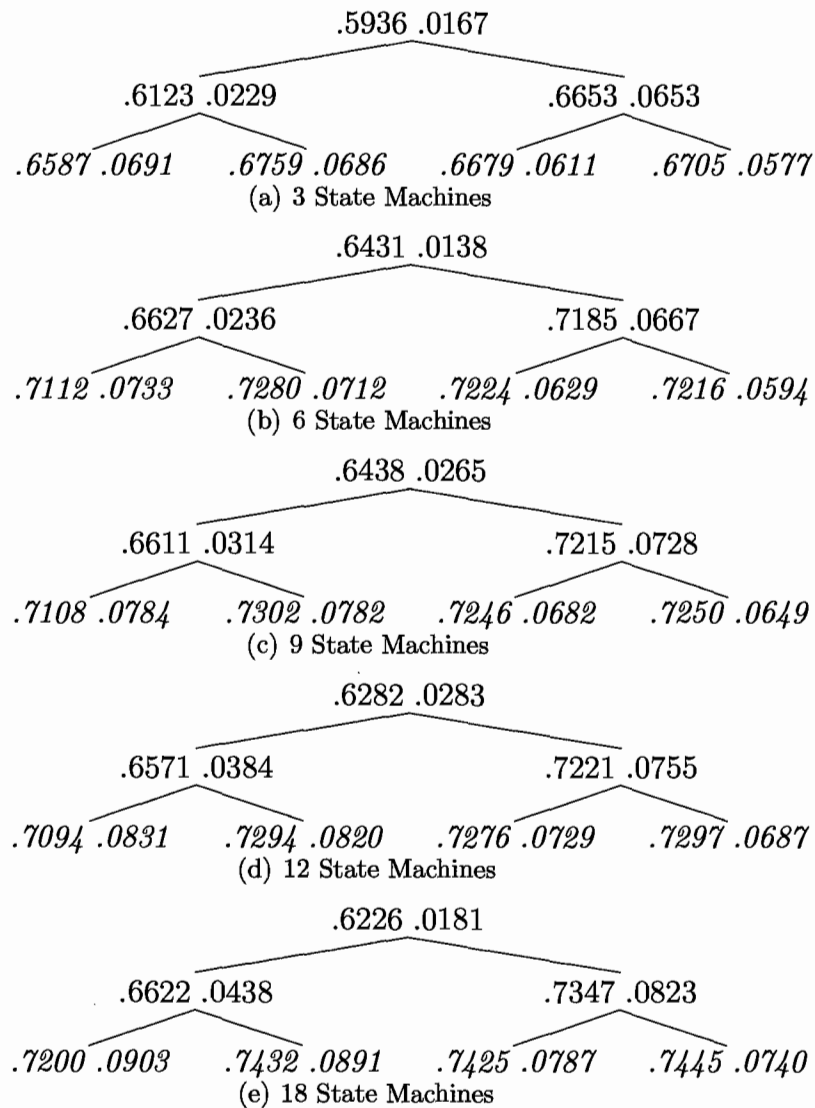 .5936 .0167
.6123 .0229 .6653 .0653
.6587 .0691 .6759 .0686 .6679 .0611 .6705 .0577
(a) 3 State Machines
.6431 .0138
.6627 .0236 .7185 .0667
.7112 .0733 .7280 .0712 .7224 .0629 .7216 .0594
(b) 6 State Machines
.6438 .0265
.6611 .0314 .7215 .0728
.7108 .0784 .7302 .0782 .7246 .0682 .7250 .0649
(c) 9 State Machines
.6282 .0283
.6571 .0384 .7221 .0755
.7094 .0831 .7294 .0820 .7276 .0729 .7297 .0687
(d) 12 State Machines
.6226 .0181
.6622 .0438 .7347 .0823
.7200 .0903 .7432 .0891 .7425 .0787 .7445 .0740
(e) 18 State Machines